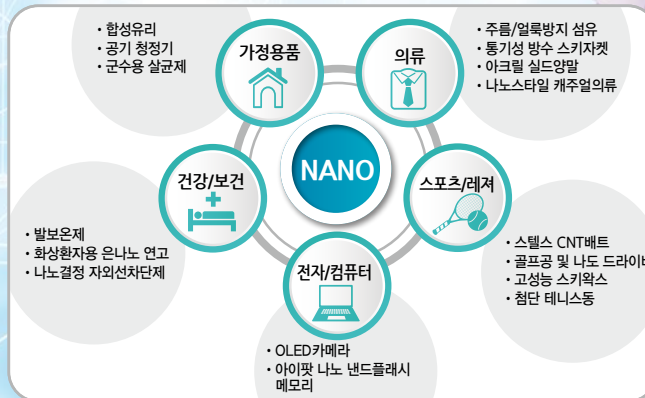 • 합성유리
• 공기 청정기
• 군수용 살균제
가정용품
의류
• 주름/얼룩방지 섬유
• 통기성 방수 스키자켓
• 아크릴 실드양말
• 나노스타일 캐주얼의류
NANO
건강/보건
• 발보온제
• 화상환자용 은나노 연고
• 나노결정 자외선차단제
스포츠/레져
• 스텔스 CNT배트
• 골프공 및 나도 드라이버
• 고성능 스키왁스
• 첨단 테니스동
전자/컴퓨터
• OLED카메라
• 아이팟 나노 낸드플래시
메모리